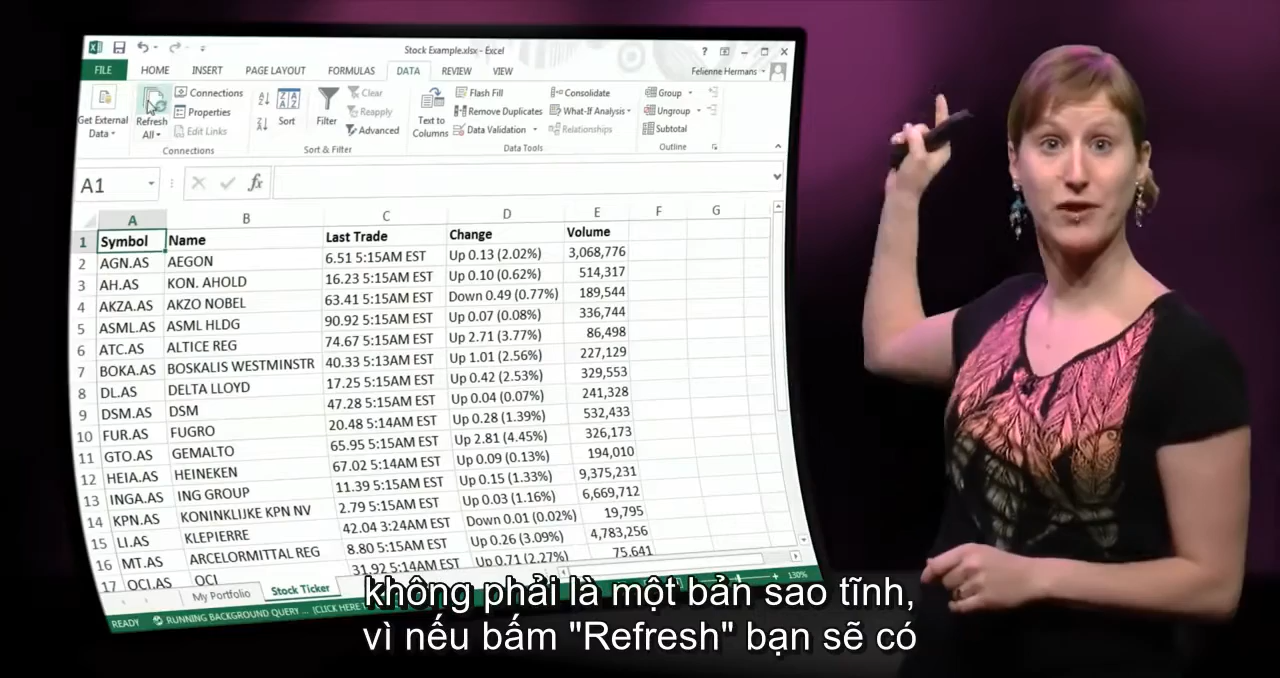 Stock Example.xlsx - Excel
FILE HOME INSERT PAGE LAYOUT FORMULAS DATA REVIEW VIEW Felienne Hermans
Get External Data
Refresh All
Connections
Properties
Edit Links
Connections
Sort
Filter
Clear
Reapply
Advanced
Sort & Filter
Text to Columns
Flash Fill
Remove Duplicates
Data Validation
Consolidate
What-If Analysis
Relationships
Data Tools
Group
Ungroup
Subtotal
Outline
A1 fx
A B C D E F G
1 Symbol Name Last Trade Change Volume
2 AGN.AS AEGON 6.51 5:15AM EST Up 0.13 (2.02%) 3,068,776
3 AH.AS KON. AHOLD 16.23 5:15AM EST Up 0.10 (0.62%) 514,317
4 AKZA.AS AKZO NOBEL 63.41 5:15AM EST Down 0.49 (0.77%) 189,544
5 ASML.AS ASML HLDG 90.92 5:15AM EST Up 0.07 (0.08%) 336,744
6 ATC.AS ALTICE REG 74.67 5:15AM EST Up 2.71 (3.77%) 86,498
7 BOKA.AS BOSKALIS WESTMINSTR 40.33 5:13AM EST Up 1.01 (2.56%) 227,129
8 DL.AS DELTA LLOYD 17.25 5:15AM EST Up 0.42 (2.53%) 329,553
9 DSM.AS DSM 47.28 5:15AM EST Up 0.04 (0.07%) 241,328
10 FUR.AS FUGRO 20.48 5:14AM EST Up 0.28 (1.39%) 532,433
11 GTO.AS GEMALTO 65.95 5:15AM EST Up 2.81 (4.45%) 326,173
12 HEIA.AS HEINEKEN 67.02 5:14AM EST Up 0.09 (0.13%) 194,010
13 INGA.AS ING GROUP 11.39 5:15AM EST Up 0.15 (1.33%) 9,375,231
14 KPN.AS KONINKLIJKE KPN NV 2.79 5:15AM EST Up 0.03 (1.16%) 6,669,712
15 LI.AS KLEPIERRE 42.04 3:24AM EST Down 0.01 (0.02%) 19,795
16 MT.AS ARCELORMITTAL REG 8.80 5:15AM EST Up 0.26 (3.09%) 4,783,256
17 OCI.AS OCI 31.92 5:14AM EST Up 0.71 (2.27%) 75,641
My Portfolio Stock Ticker
READY RUNNING BACKGROUND QUERY ... (CLICK HERE 130%
không phải là một bản sao tĩnh,
vì nếu bấm "Refresh" bạn sẽ có